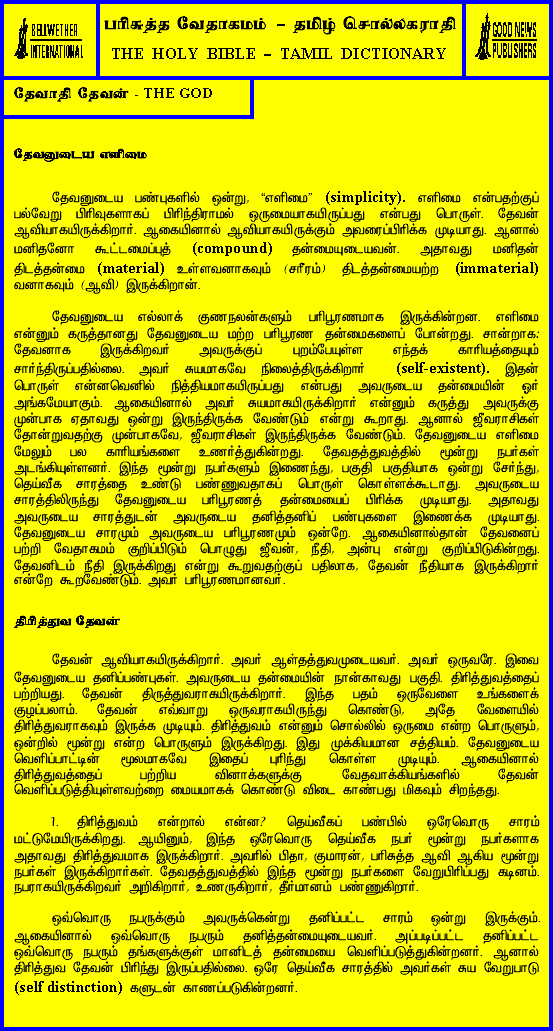 BELLWETHER
INTERNATIONAL
பரிசுத்த வேதாகமம் – தமிழ் சொல்லகராதி
THE HOLY BIBLE – TAMIL DICTIONARY
GOOD NEWS
PUBLISHERS
தேவாதி தேவன் - THE GOD
தேவனுடைய எளிமை
தேவனுடைய பண்புகளில் ஒன்று, “எளிமை” (simplicity). எளிமை என்பதற்குப்
பல்வேறு பிரிவுகளாகப் பிரிந்திராமல் ஒருமையாகயிருப்பது என்பது பொருள். தேவன்
ஆவியாகயிருக்கிறார். ஆகையினால் ஆவியாகயிருக்கும் அவரைப்பிரிக்க முடியாது. ஆனால்
மனிதனோ கூட்டமைப்புத் (compound) தன்மையுடையவன். அதாவது மனிதன்
திடத்தன்மை (material) உள்ளவனாகவும் (சரீரம்) திடத்தன்மையற்ற (immaterial)
வனாகவும் (ஆவி) இருக்கிறான்.
தேவனுடைய எல்லாக் குணநலன்களும் பரிபூரணமாக இருக்கின்றன. எளிமை
என்னும் கருத்தானது தேவனுடைய மற்ற பரிபூரண தன்மைகளைப் போன்றது. சான்றாக:
தேவனாக இருக்கிறவர் அவருக்குப் புறம்பேயுள்ள எந்தக் காரியத்தையும்
சார்ந்திருப்பதில்லை. அவர் சுயமாகவே நிலைத்திருக்கிறார் (self-existent). இதன்
பொருள் என்னவெனில் நித்தியமாகயிருப்பது என்பது அவருடைய தன்மையின் ஓர்
அங்கமேயாகும். ஆகையினால் அவர் சுயமாகயிருக்கிறார் என்னும் கருத்து அவருக்கு
முன்பாக ஏதாவது ஒன்று இருந்திருக்க வேண்டும் என்று கூறாது. ஆனால் ஜீவராசிகள்
தோன்றுவதற்கு முன்பாகவே, ஜீவராசிகள் இருந்திருக்க வேண்டும். தேவனுடைய எளிமை
மேலும் பல காரியங்களை உணர்த்துகின்றது. தேவதத்துவத்தில் மூன்று நபர்கள்
அடங்கியுள்ளனர். இந்த மூன்று நபர்களும் இணைந்து, பகுதி பகுதியாக ஒன்று சேர்ந்து,
தெய்வீக சாரத்தை உண்டு பண்ணுவதாகப் பொருள் கொள்ளக்கூடாது. அவருடைய
சாரத்திலிருந்து தேவனுடைய பரிபூரணத் தன்மையைப் பிரிக்க முடியாது. அதாவது
அவருடைய சாரத்துடன் அவருடைய தனித்தனிப் பண்புகளை இணைக்க முடியாது.
தேவனுடைய சாரமும் அவருடைய பரிபூரணமும் ஒன்றே. ஆகையினால்தான் தேவனைப்
பற்றி வேதாகமம் குறிப்பிடும் பொழுது ஜீவன், நீதி, அன்பு என்று குறிப்பிடுகின்றது.
தேவனிடம் நீதி இருக்கிறது என்று கூறுவதற்குப் பதிலாக, தேவன் நீதியாக இருக்கிறார்
என்றே கூறவேண்டும். அவர் பரிபூரணமானவர்.
திரித்துவ தேவன்
தேவன் ஆவியாகயிருக்கிறார். அவர் ஆள்தத்துவமுடையவர். அவர் ஒருவரே. இவை
தேவனுடைய தனிப்பண்புகள். அவருடைய தன்மையின் நான்காவது பகுதி. திரித்துவத்தைப்
பற்றியது. தேவன் திருத்துவராகயிருக்கிறார். இந்த பதம் ஒருவேளை உங்களைக்
குழப்பலாம். தேவன் எவ்வாறு ஒருவராகயிருந்து கொண்டு, அதே வேளையில்
திரித்துவராகவும் இருக்க முடியும். திரித்துவம் என்னும் சொல்லில் ஒருமை என்ற பொருளும்,
ஒன்றில் மூன்று என்ற பொருளும் இருக்கிறது. இது முக்கியமான சத்தியம். தேவனுடைய
வெளிப்பாட்டின் மூலமாகவே இதைப் புரிந்து கொள்ள முடியும். ஆகையினால்
திரித்துவத்தைப் பற்றிய வினாக்களுக்கு வேதவாக்கியங்களில் தேவன்
வெளிப்படுத்தியுள்ளவற்றை மையமாகக் கொண்டு விடை காண்பது மிகவும் சிறந்தது.
1. திரித்துவம் என்றால் என்ன? தெய்வீகப் பண்பில் ஒரேவொரு சாரம்
மட்டுமேயிருக்கிறது. ஆயினும், இந்த ஒரேவொரு தெய்வீக நபர் மூன்று நபர்களாக
அதாவது திரித்துவமாக இருக்கிறார். அவரில் பிதா, குமாரன், பரிசுத்த ஆவி ஆகிய மூன்று
நபர்கள் இருக்கிறார்கள். தேவதத்துவத்தில் இந்த மூன்று நபர்களை வேறுபிரிப்பது கடினம்.
நபராகயிருக்கிறவர் அறிகிறார், உணருகிறார், தீர்மானம் பண்ணுகிறார்.
ஒவ்வொரு நபருக்கும் அவருக்கென்று தனிப்பட்ட சாரம் ஒன்று இருக்கும்.
ஆகையினால் ஒவ்வொரு நபரும் தனித்தன்மையுடையவர். அப்படிப்பட்ட தனிப்பட்ட
ஒவ்வொரு நபரும் தங்களுக்குள் மானிடத் தன்மையை வெளிப்படுத்துகின்றனர். ஆனால்
திரித்துவ தேவன் பிரிந்து இருப்பதில்லை. ஒரே தெய்வீக சாரத்தில் அவர்கள் சுய வேறுபாடு
(self distinction) களுடன் காணப்படுகின்றனர்.